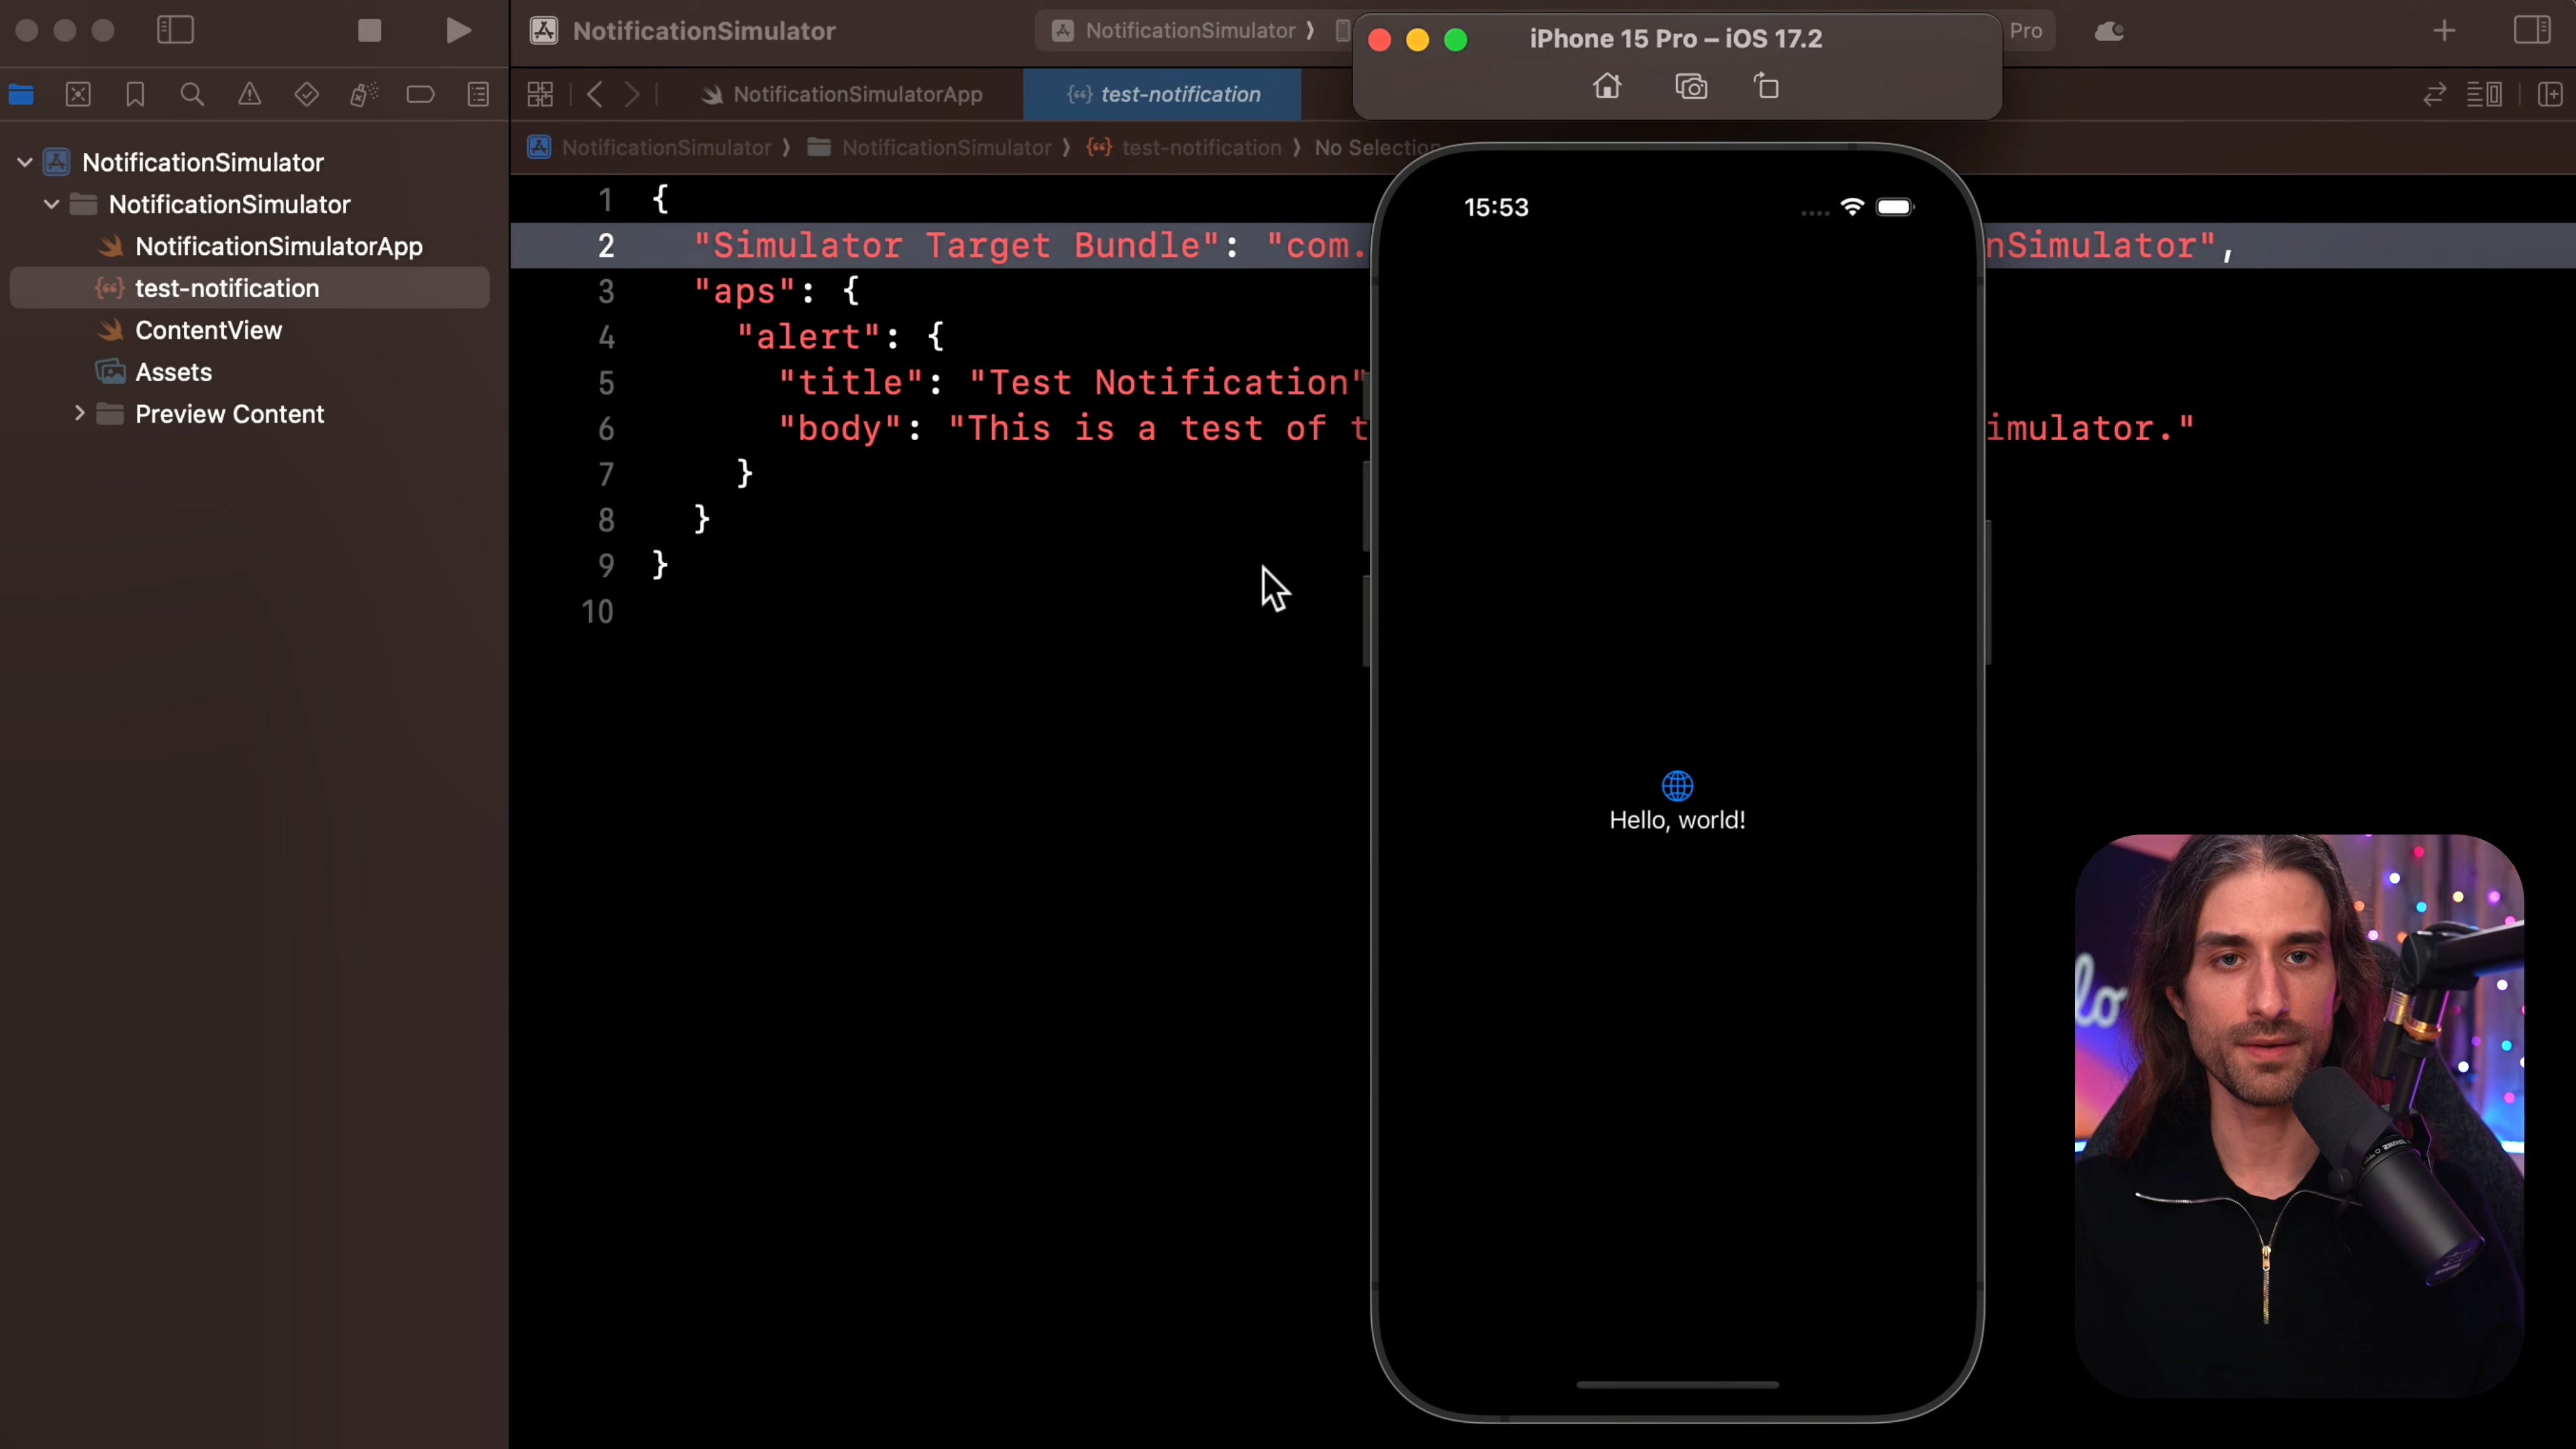 NotificationSimulator
NotificationSimulator ❭
Pro
iPhone 15 Pro – iOS 17.2
NotificationSimulatorApp
test-notification
NotificationSimulator ❭ NotificationSimulator ❭ test-notification ❭ No Selection
NotificationSimulator
NotificationSimulator
NotificationSimulatorApp
test-notification
ContentView
Assets
Preview Content
1 {
2 "Simulator Target Bundle": "com. nSimulator",
3 "aps": {
4 "alert": {
5 "title": "Test Notification"
6 "body": "This is a test of t imulator."
7 }
8 }
9 }
10
15:53
Hello, world!
lo